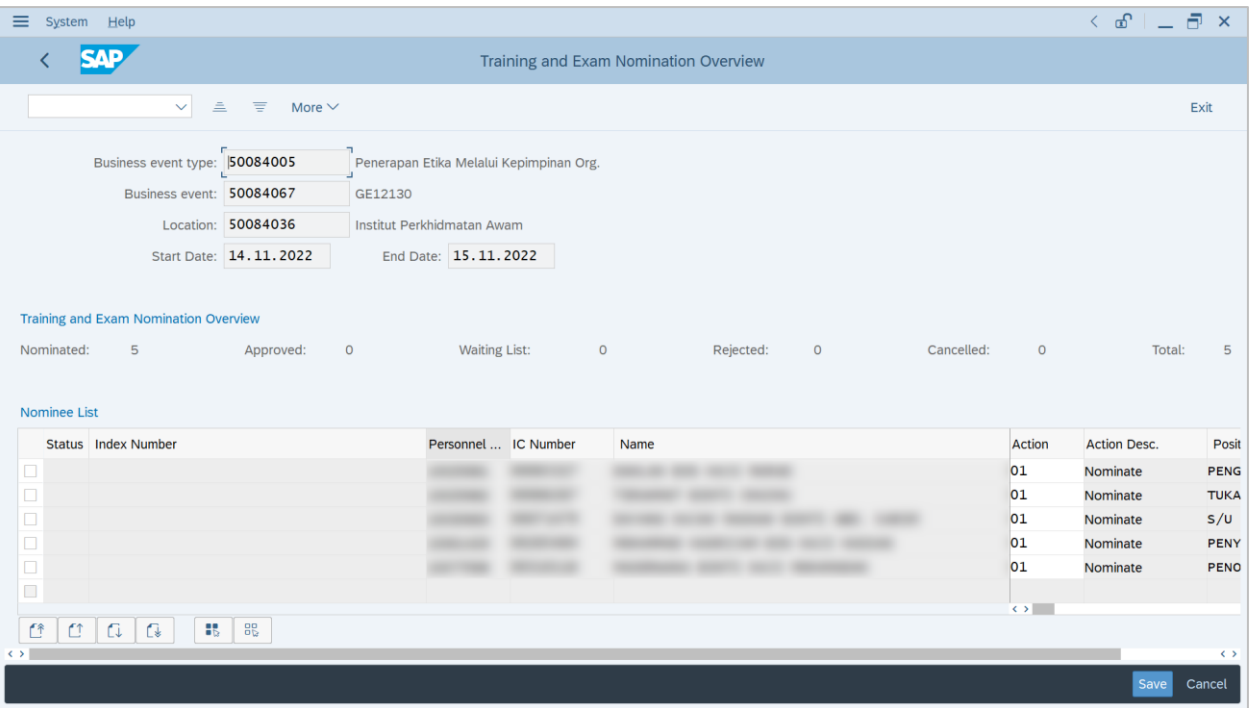 System Help
SAP
Training and Exam Nomination Overview
More
Exit
Business event type: 50084005 Penerapan Etika Melalui Kepimpinan Org.
Business event: 50084067 GE12130
Location: 50084036 Institut Perkhidmatan Awam
Start Date: 14.11.2022 End Date: 15.11.2022
Training and Exam Nomination Overview
Nominated: 5 Approved: 0 Waiting List: 0 Rejected: 0 Cancelled: 0 Total: 5
Nominee List
Status Index Number Personnel ... IC Number Name Action Action Desc. Posit
01 Nominate PENG
01 Nominate TUKA
01 Nominate S/U
01 Nominate PENY
01 Nominate PENO
Save Cancel